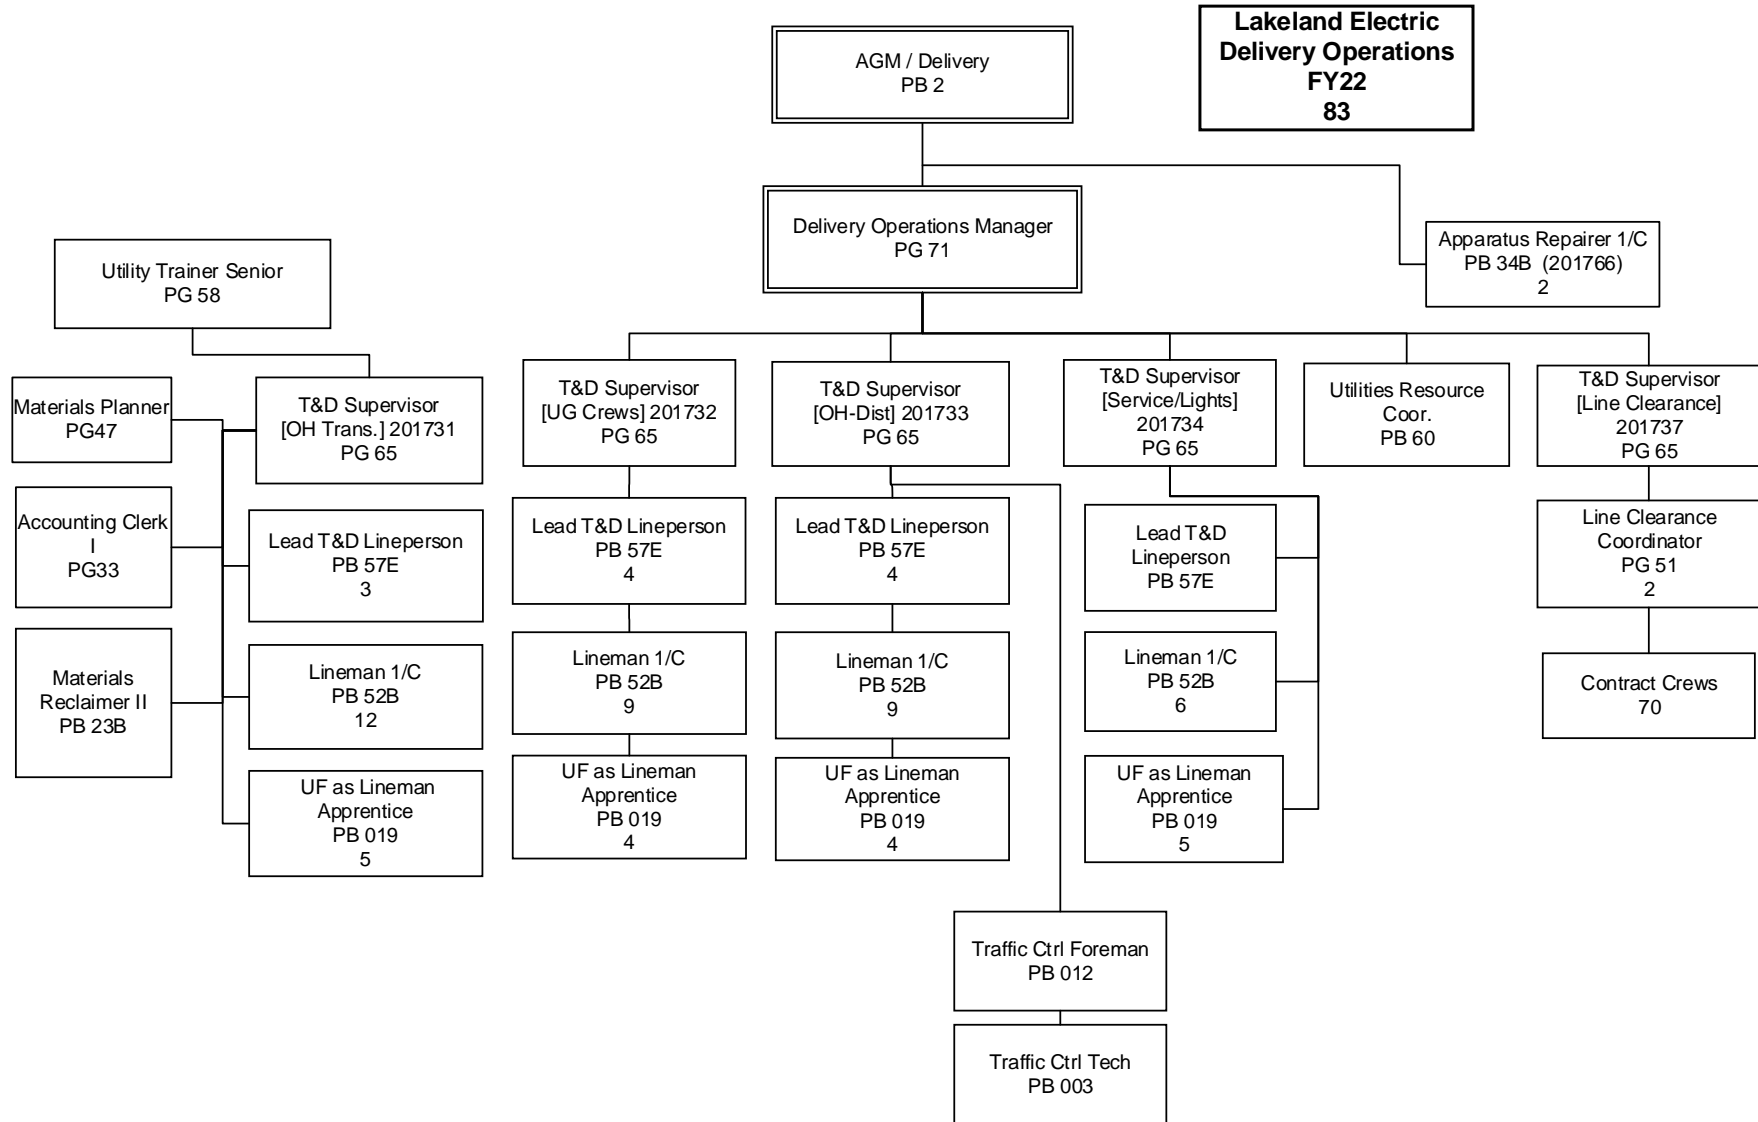 Lakeland Electric
Delivery Operations
FY22
83
AGM / Delivery
PB 2
Delivery Operations Manager
PG 71
Apparatus Repairer 1/C
PB 34B (201766)
2
Utility Trainer Senior
PG 58
Materials Planner
PG47
Accounting Clerk
I
PG33
Materials
Reclaimer II
PB 23B
T&D Supervisor
[OH Trans.] 201731
PG 65
Lead T&D Lineperson
PB 57E
3
Lineman 1/C
PB 52B
12
UF as Lineman
Apprentice
PB 019
5
T&D Supervisor
[UG Crews] 201732
PG 65
Lead T&D Lineperson
PB 57E
4
Lineman 1/C
PB 52B
9
UF as Lineman
Apprentice
PB 019
4
T&D Supervisor
[OH-Dist] 201733
PG 65
Lead T&D Lineperson
PB 57E
4
Lineman 1/C
PB 52B
9
UF as Lineman
Apprentice
PB 019
4
Traffic Ctrl Foreman
PB 012
Traffic Ctrl Tech
PB 003
T&D Supervisor
[Service/Lights]
201734
PG 65
Lead T&D
Lineperson
PB 57E
Lineman 1/C
PB 52B
6
UF as Lineman
Apprentice
PB 019
5
Utilities Resource
Coor.
PB 60
T&D Supervisor
[Line Clearance]
201737
PG 65
Line Clearance
Coordinator
PG 51
2
Contract Crews
70